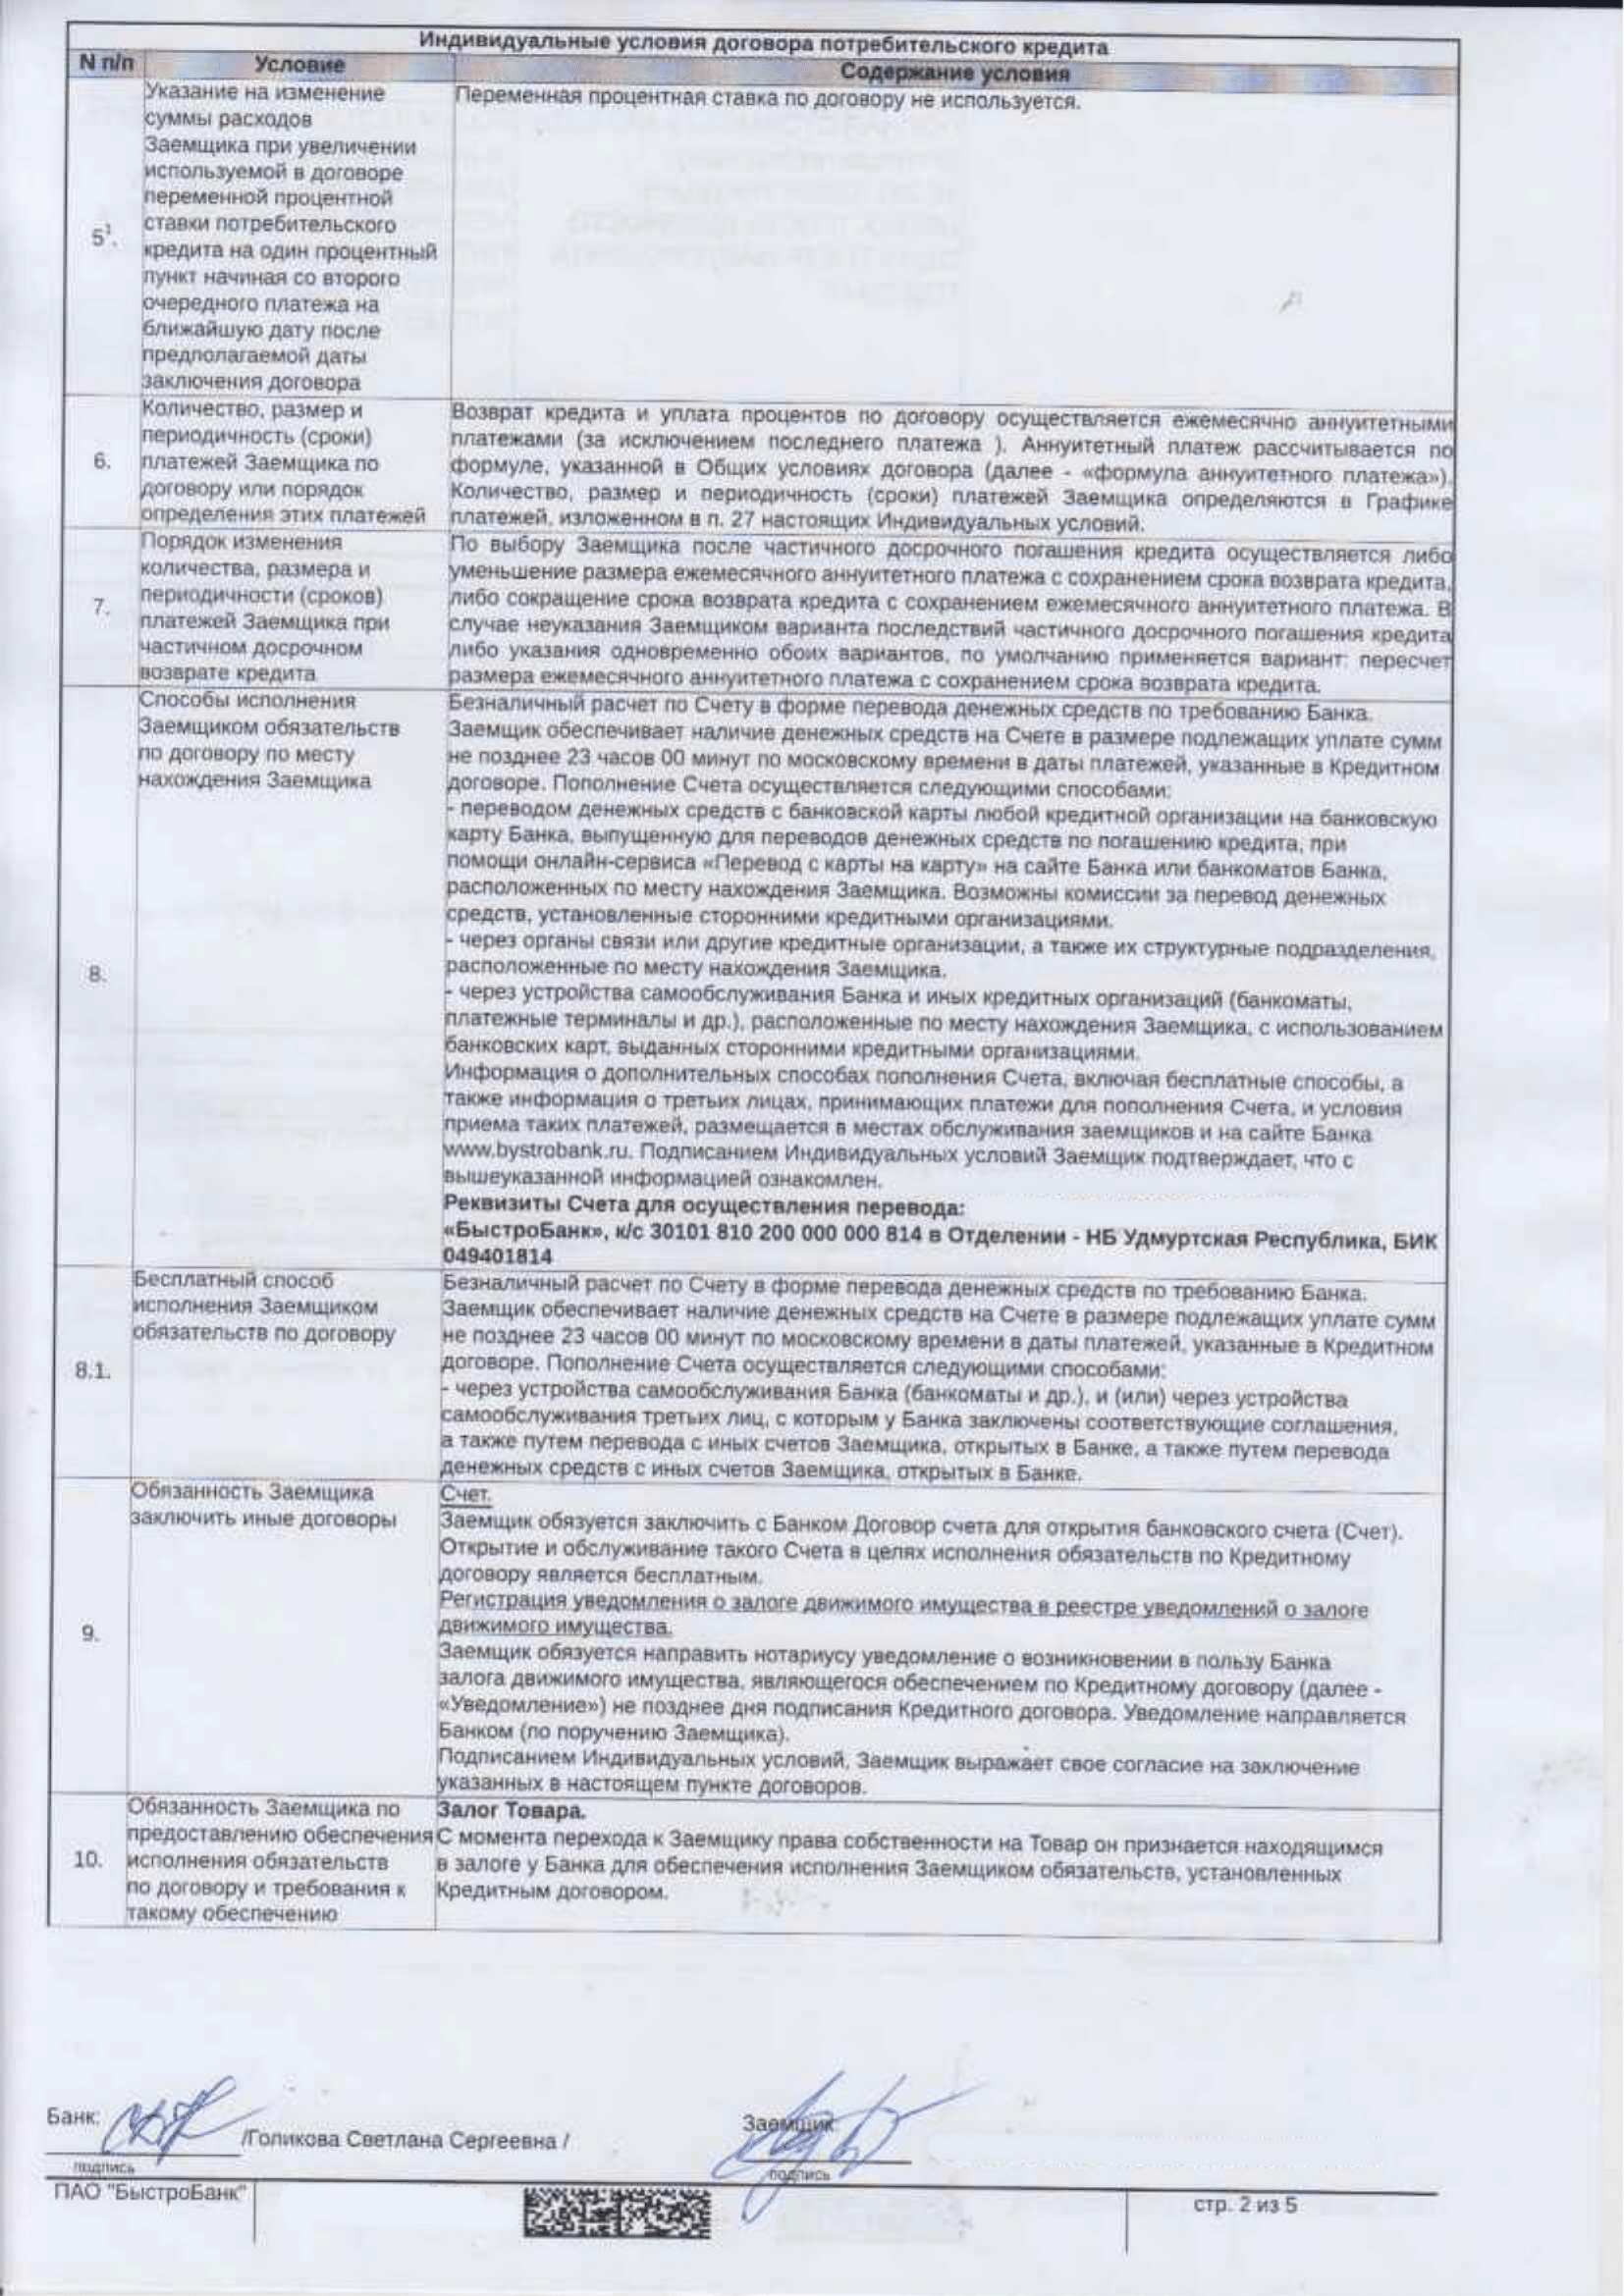 Индивидуальные условия договора потребительского кредита
N п/п Условие Содержание условия
5¹.
Указание на изменение
суммы расходов
Заемщика при увеличении
используемой в договоре
переменной процентной
ставки потребительского
кредита на один процентный
пункт начиная со второго
очередного платежа на
ближайшую дату после
предполагаемой даты
заключения договора
Переменная процентная ставка по договору не используется.
6.
Количество, размер и
периодичность (сроки)
платежей Заемщика по
договору или порядок
определения этих платежей
Возврат кредита и уплата процентов по договору осуществляется ежемесячно аннуитетными
платежами (за исключением последнего платежа ). Аннуитетный платеж рассчитывается по
формуле, указанной в Общих условиях договора (далее - «формула аннуитетного платежа»).
Количество, размер и периодичность (сроки) платежей Заемщика определяются в Графике
платежей, изложенном в п. 27 настоящих Индивидуальных условий.
7.
Порядок изменения
количества, размера и
периодичности (сроков)
платежей Заемщика при
частичном досрочном
возврате кредита
По выбору Заемщика после частичного досрочного погашения кредита осуществляется либо
уменьшение размера ежемесячного аннуитетного платежа с сохранением срока возврата кредита,
либо сокращение срока возврата кредита с сохранением ежемесячного аннуитетного платежа. В
случае неуказания Заемщиком варианта последствий частичного досрочного погашения кредита
либо указания одновременно обоих вариантов, по умолчанию применяется вариант: пересчет
размера ежемесячного аннуитетного платежа с сохранением срока возврата кредита.
8.
Способы исполнения
Заемщиком обязательств
по договору по месту
нахождения Заемщика
Безналичный расчет по Счету в форме перевода денежных средств по требованию Банка.
Заемщик обеспечивает наличие денежных средств на Счете в размере подлежащих уплате сумм
не позднее 23 часов 00 минут по московскому времени в даты платежей, указанные в Кредитном
договоре. Пополнение Счета осуществляется следующими способами:
- переводом денежных средств с банковской карты любой кредитной организации на банковскую
карту Банка, выпущенную для переводов денежных средств по погашению кредита, при
помощи онлайн-сервиса «Перевод с карты на карту» на сайте Банка или банкоматов Банка,
расположенных по месту нахождения Заемщика. Возможны комиссии за перевод денежных
средств, установленные сторонними кредитными организациями.
- через органы связи или другие кредитные организации, а также их структурные подразделения,
расположенные по месту нахождения Заемщика.
- через устройства самообслуживания Банка и иных кредитных организаций (банкоматы,
платежные терминалы и др.), расположенные по месту нахождения Заемщика, с использованием
банковских карт, выданных сторонними кредитными организациями.
Информация о дополнительных способах пополнения Счета, включая бесплатные способы, а
также информация о третьих лицах, принимающих платежи для пополнения Счета, и условия
приема таких платежей, размещается в местах обслуживания заемщиков и на сайте Банка
www.bystrobank.ru. Подписанием Индивидуальных условий Заемщик подтверждает, что с
вышеуказанной информацией ознакомлен.
Реквизиты Счета для осуществления перевода:
«БыстроБанк», к/с 30101 810 200 000 000 814 в Отделении - НБ Удмуртская Республика, БИК
049401814
8.1.
Бесплатный способ
исполнения Заемщиком
обязательств по договору
Безналичный расчет по Счету в форме перевода денежных средств по требованию Банка.
Заемщик обеспечивает наличие денежных средств на Счете в размере подлежащих уплате сумм
не позднее 23 часов 00 минут по московскому времени в даты платежей, указанные в Кредитном
договоре. Пополнение Счета осуществляется следующими способами:
- через устройства самообслуживания Банка (банкоматы и др.), и (или) через устройства
самообслуживания третьих лиц, с которым у Банка заключены соответствующие соглашения,
а также путем перевода с иных счетов Заемщика, открытых в Банке, а также путем перевода
денежных средств с иных счетов Заемщика, открытых в Банке.
9.
Обязанность Заемщика
заключить иные договоры
Счет.
Заемщик обязуется заключить с Банком Договор счета для открытия банковского счета (Счет).
Открытие и обслуживание такого Счета в целях исполнения обязательств по Кредитному
договору является бесплатным.
Регистрация уведомления о залоге движимого имущества в реестре уведомлений о залоге
движимого имущества.
Заемщик обязуется направить нотариусу уведомление о возникновении в пользу Банка
залога движимого имущества, являющегося обеспечением по Кредитному договору (далее -
«Уведомление») не позднее дня подписания Кредитного договора. Уведомление направляется
Банком (по поручению Заемщика).
Подписанием Индивидуальных условий, Заемщик выражает свое согласие на заключение
указанных в настоящем пункте договоров.
10.
Обязанность Заемщика по
предоставлению обеспечения
исполнения обязательств
по договору и требования к
такому обеспечению
Залог Товара.
С момента перехода к Заемщику права собственности на Товар он признается находящимся
в залоге у Банка для обеспечения исполнения Заемщиком обязательств, установленных
Кредитным договором.
Банк: /Голикова Светлана Сергеевна / Заемщик
подпись подпись
ПАО "БыстроБанк" стр. 2 из 5